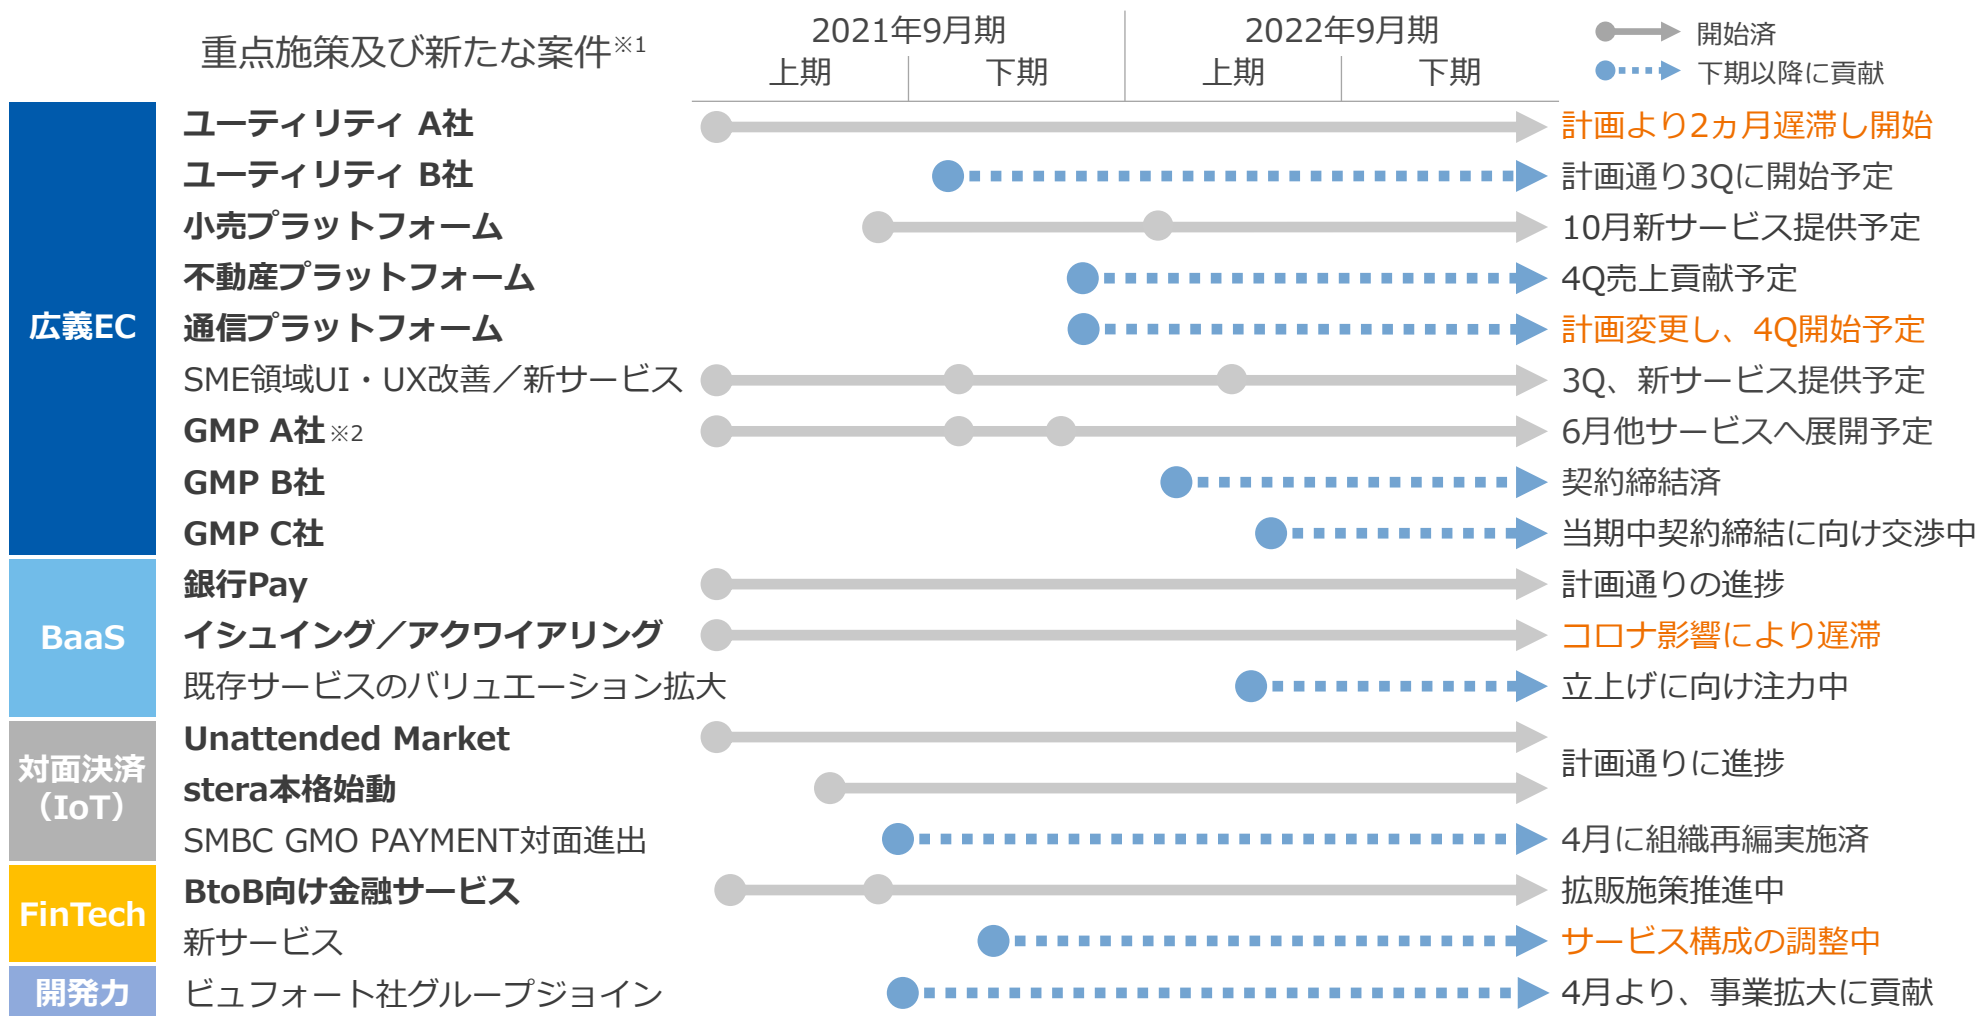 重点施策及び新たな案件※1
2021年9月期
2022年9月期
上期
下期
上期
下期
開始済
下期以降に貢献
広義EC
ユーティリティ A社
計画より2ヵ月遅滞し開始
ユーティリティ B社
計画通り3Qに開始予定
小売プラットフォーム
10月新サービス提供予定
不動産プラットフォーム
4Q売上貢献予定
通信プラットフォーム
計画変更し、4Q開始予定
SME領域UI・UX改善／新サービス
3Q、新サービス提供予定
GMP A社※2
6月他サービスへ展開予定
GMP B社
契約締結済
GMP C社
当期中契約締結に向け交渉中
BaaS
銀行Pay
計画通りの進捗
イシュイング／アクワイアリング
コロナ影響により遅滞
既存サービスのバリュエーション拡大
立上げに向け注力中
対面決済
（IoT）
Unattended Market
stera本格始動
計画通りに進捗
SMBC GMO PAYMENT対面進出
4月に組織再編実施済
FinTech
BtoB向け金融サービス
拡販施策推進中
新サービス
サービス構成の調整中
開発力
ビュフォート社グループジョイン
4月より、事業拡大に貢献